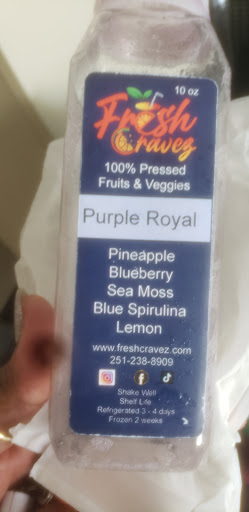 10 oz
Fresh
Cravez
100% Pressed
Fruits & Veggies
Purple Royal
Pineapple
Blueberry
Sea Moss
Blue Spirulina
Lemon
www.freshcravez.com
251-238-8909
Shake Well
Shelf Life
Refrigerated 3 - 4 days
Frozen 2 weeks